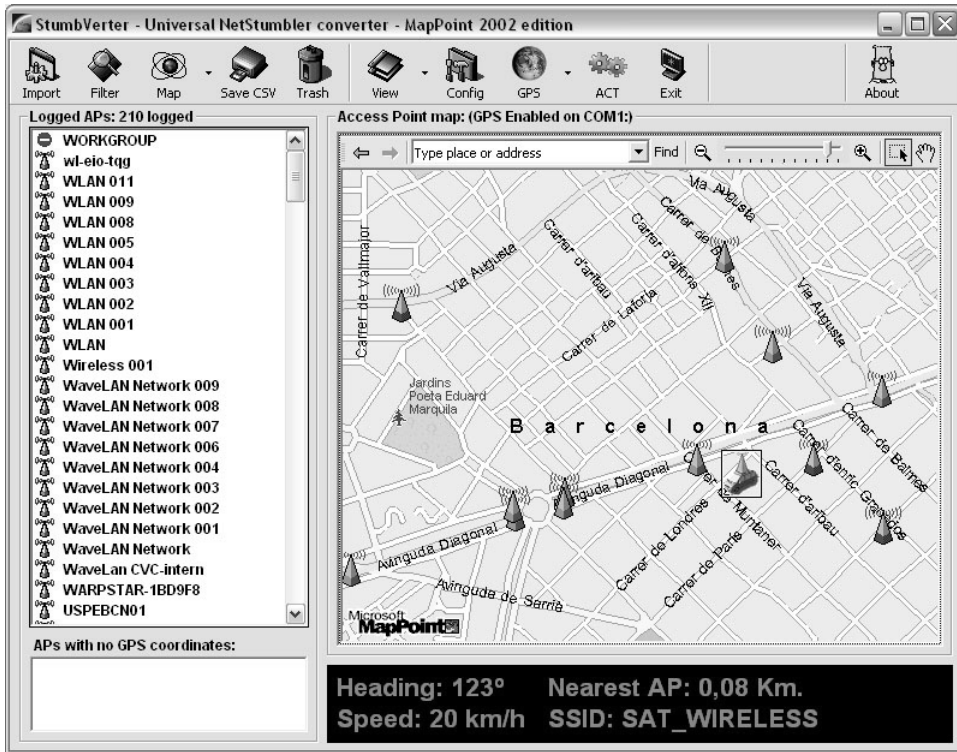 StumbVerter - Universal NetStumbler converter - MapPoint 2002 edition
Import
Filter
Map
Save CSV
Trash
View
Config
GPS
ACT
Exit
About
Logged APs: 210 logged
WORKGROUP
wl-eio-tqg
WLAN 011
WLAN 009
WLAN 008
WLAN 005
WLAN 004
WLAN 003
WLAN 002
WLAN 001
WLAN
Wireless 001
WaveLAN Network 009
WaveLAN Network 008
WaveLAN Network 007
WaveLAN Network 006
WaveLAN Network 004
WaveLAN Network 003
WaveLAN Network 002
WaveLAN Network 001
WaveLAN Network
WaveLan CVC-intern
WARPSTAR-1BD9F8
USPEBCN01
APs with no GPS coordinates:
Access Point map: (GPS Enabled on COM1:)
Type place or address
Find
Via Augusta
Carrer de Vallmajor
Via Augusta
Carrer d'aribau
Carrer d'alfons XII
Carrer de
Via Augusta
Carrer de Laforja
Jardins
Poeta Eduard
Marquila
Barcelona
Carrer de Balmes
Carrer d'enric
Avinguda Diagonal
Carrer de Muntaner
Carrer d'aribau
Avinguda Diagonal
Carrer de Londres
Carrer de París
Avinguda de Sarrià
Microsoft
MapPoint
Heading: 123º
Nearest AP: 0,08 Km.
Speed: 20 km/h
SSID: SAT_WIRELESS